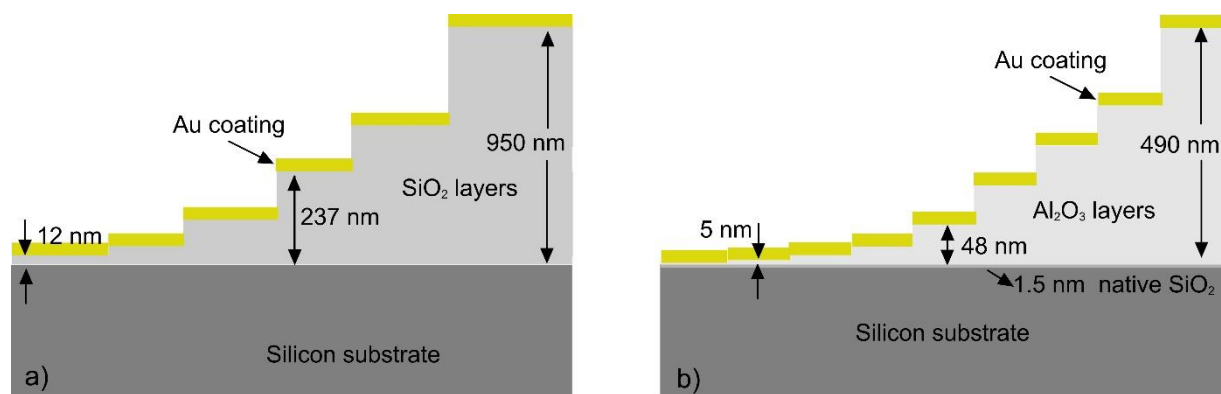 Au coating
950 nm
SiO₂ layers
12 nm
237 nm
Silicon substrate
a)
Au coating
490 nm
Al₂O₃ layers
5 nm
48 nm
1.5 nm native SiO₂
Silicon substrate
b)